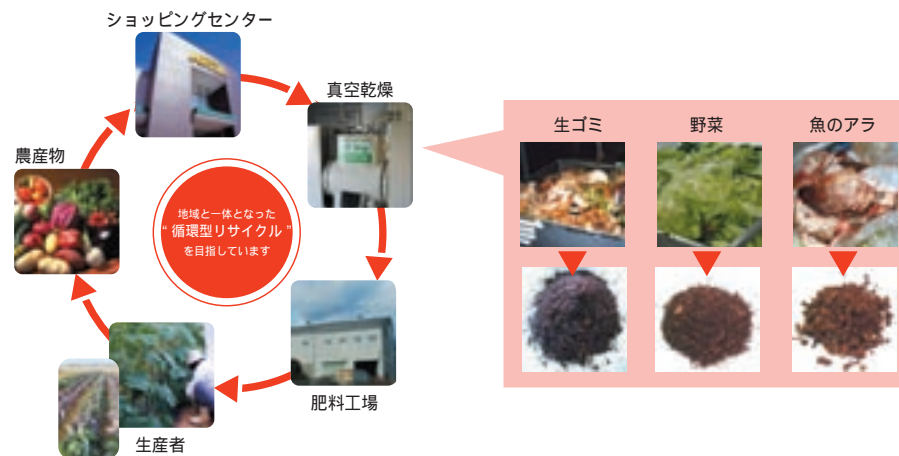 ショッピングセンター
真空乾燥
生ゴミ
野菜
魚のアラ
農産物
地域と一体となった
“循環型リサイクル”
を目指しています
肥料工場
生産者